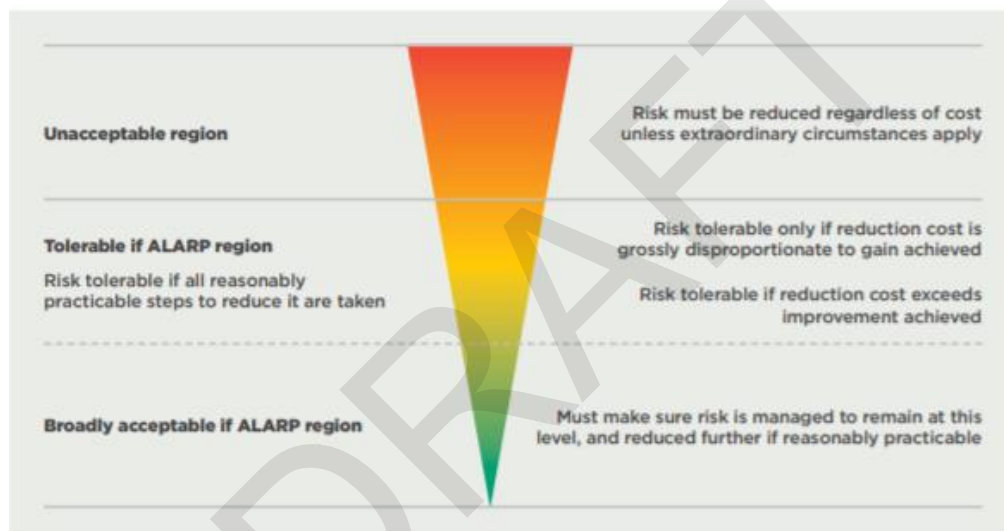 Unacceptable region
Risk must be reduced regardless of cost
unless extraordinary circumstances apply
Tolerable if ALARP region
Risk tolerable if all reasonably
practicable steps to reduce it are taken
Risk tolerable only if reduction cost is
grossly disproportionate to gain achieved
Risk tolerable if reduction cost exceeds
improvement achieved
Broadly acceptable if ALARP region
Must make sure risk is managed to remain at this
level, and reduced further if reasonably practicable
DRAFT